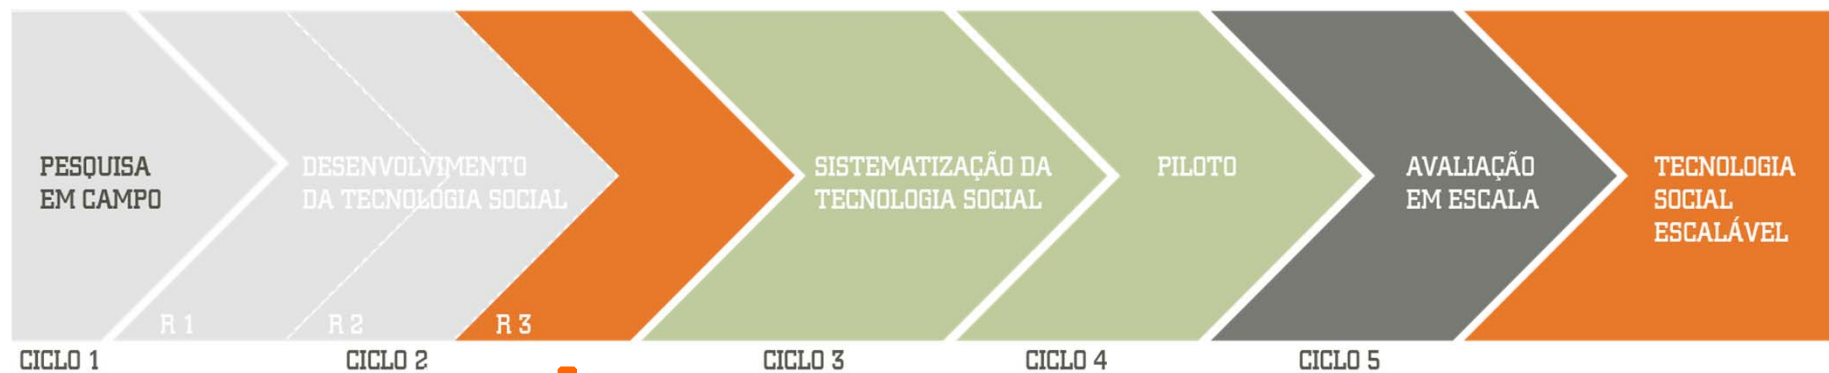 PESQUISA
EM CAMPO
DESENVOLVIMENTO
DA TECNOLOGIA SOCIAL
SISTEMATIZAÇÃO DA
TECNOLOGIA SOCIAL
PILOTO
AVALIAÇÃO
EM ESCALA
TECNOLOGIA
SOCIAL
ESCALÁVEL
R 1
R 2
R 3
CICLO 1
CICLO 2
CICLO 3
CICLO 4
CICLO 5